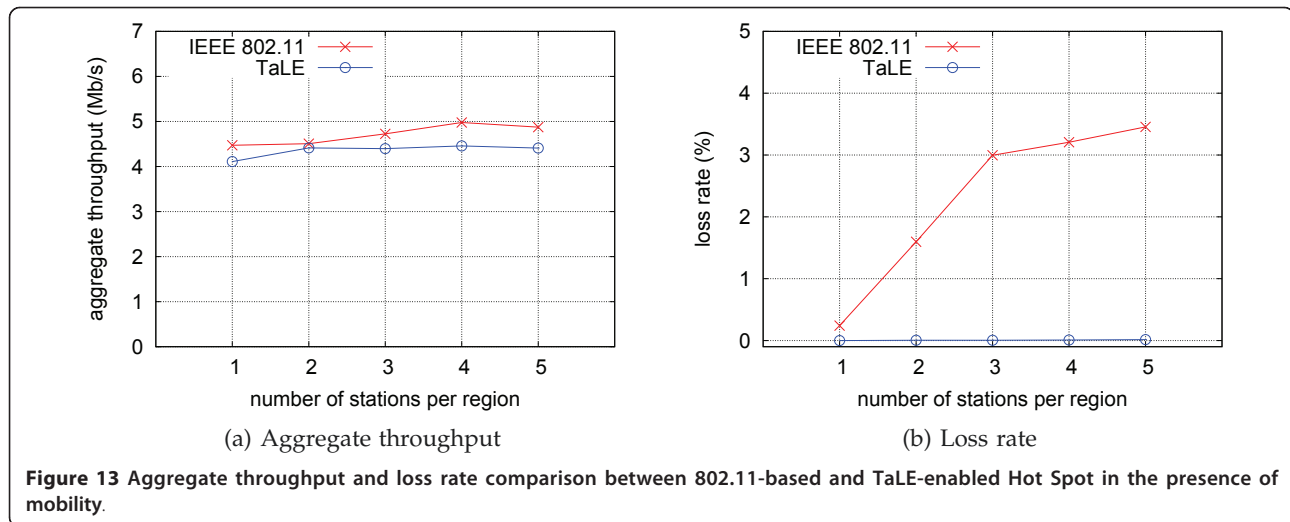 IEEE 802.11
TaLE
aggregate throughput (Mb/s)
7
6
5
4
3
2
1
0
1 2 3 4 5
number of stations per region
(a) Aggregate throughput
IEEE 802.11
TaLE
loss rate (%)
5
4
3
2
1
0
1 2 3 4 5
number of stations per region
(b) Loss rate
Figure 13 Aggregate throughput and loss rate comparison between 802.11-based and TaLE-enabled Hot Spot in the presence of
mobility.